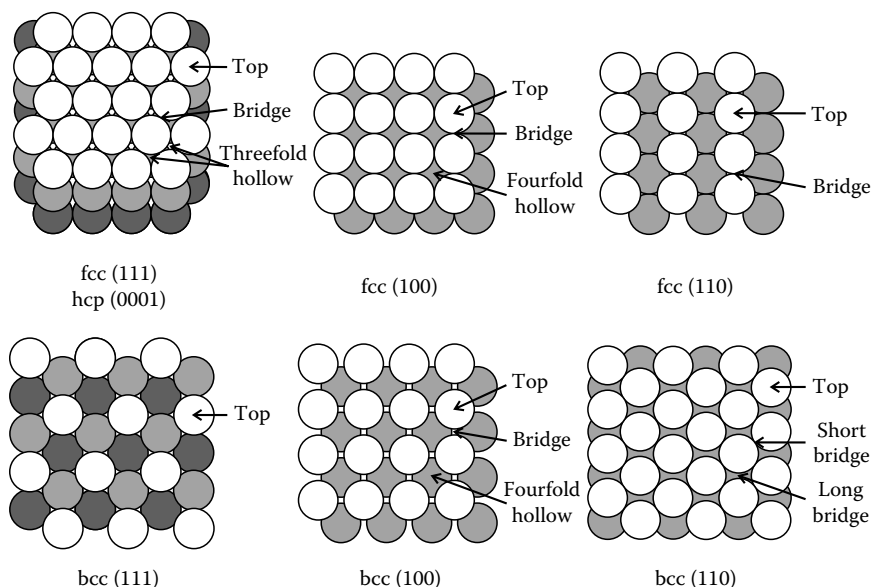 Top
Bridge
Threefold
hollow
fcc (111)
hcp (0001)
Top
Bridge
Fourfold
hollow
fcc (100)
Top
Bridge
fcc (110)
Top
bcc (111)
Top
Bridge
Fourfold
hollow
bcc (100)
Top
Short
bridge
Long
bridge
bcc (110)